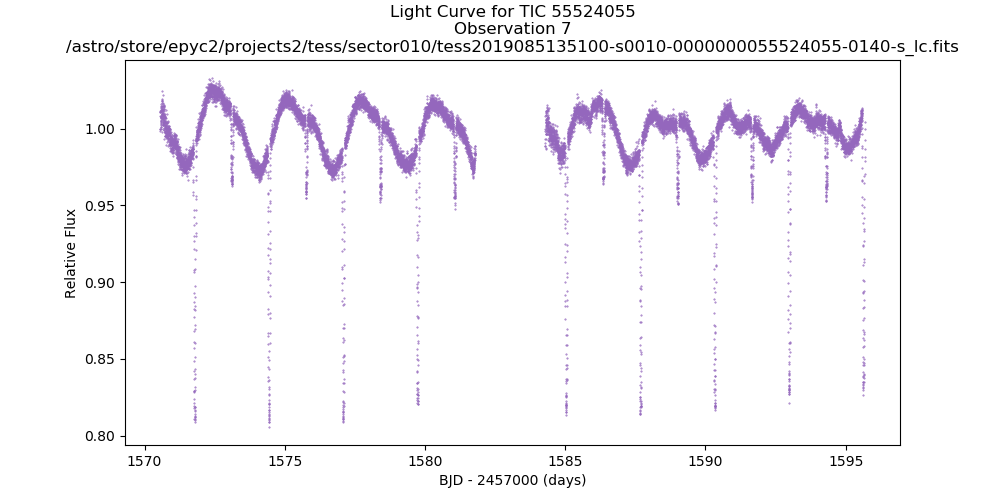 Light Curve for TIC 55524055
Observation 7
/astro/store/epyc2/projects2/tess/sector010/tess2019085135100-s0010-0000000055524055-0140-s_lc.fits
1.00
0.95
0.90
0.85
0.80
Relative Flux
1570
1575
1580
1585
1590
1595
BJD - 2457000 (days)